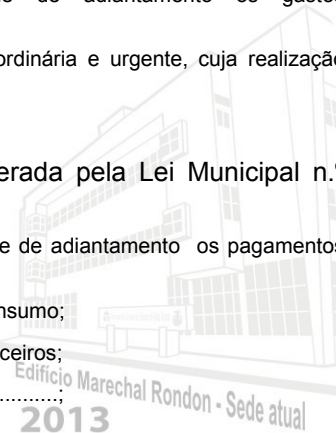 de adiantamento os gastos
ordinária e urgente, cuja realização
erada pela Lei Municipal n.º
e de adiantamento os pagamentos
nsumo;
ceiros;
...........;
Edifício Marechal Rondon - Sede atual
2013